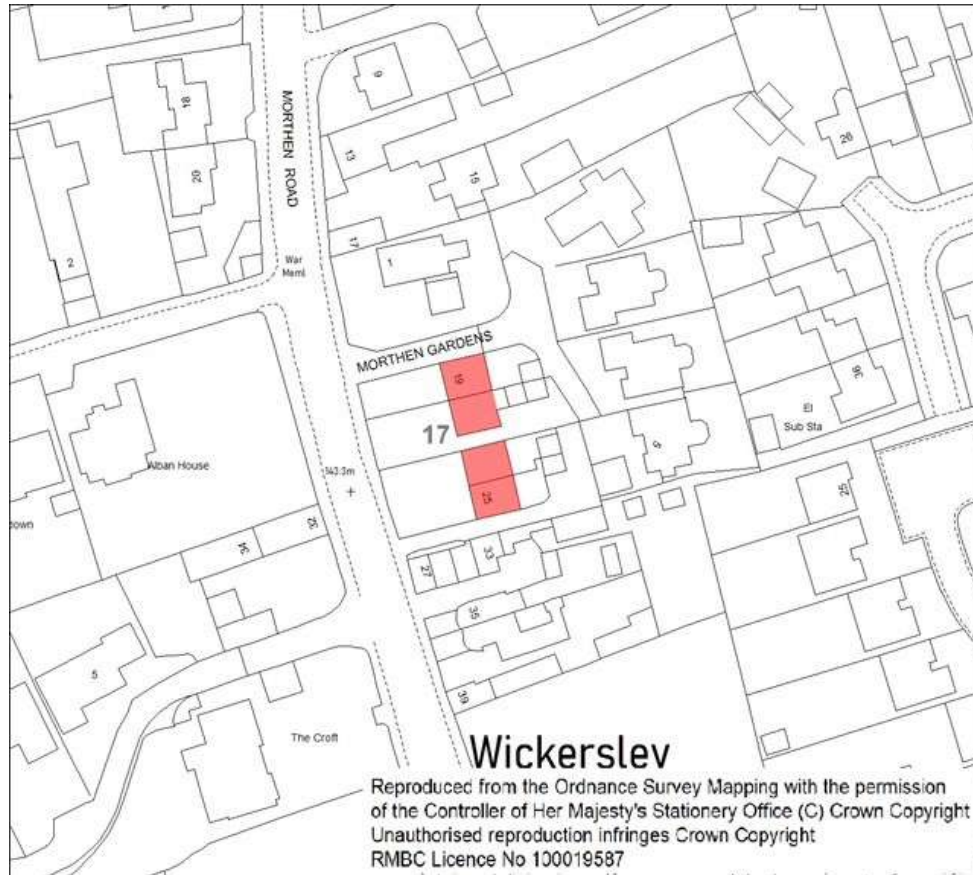 9
18
MORTHEN ROAD
13
20
15
26
17
War
Meml
1
2
MORTHEN GARDENS
19
36
El
Sub Sta
17
5
Alban House
143.3m
25
25
32
34
33
27
35
5
39
The Croft
Wickerslev
Reproduced from the Ordnance Survey Mapping with the permission
of the Controller of Her Majesty's Stationery Office (C) Crown Copyright
Unauthorised reproduction infringes Crown Copyright
RMBC Licence No 100019587